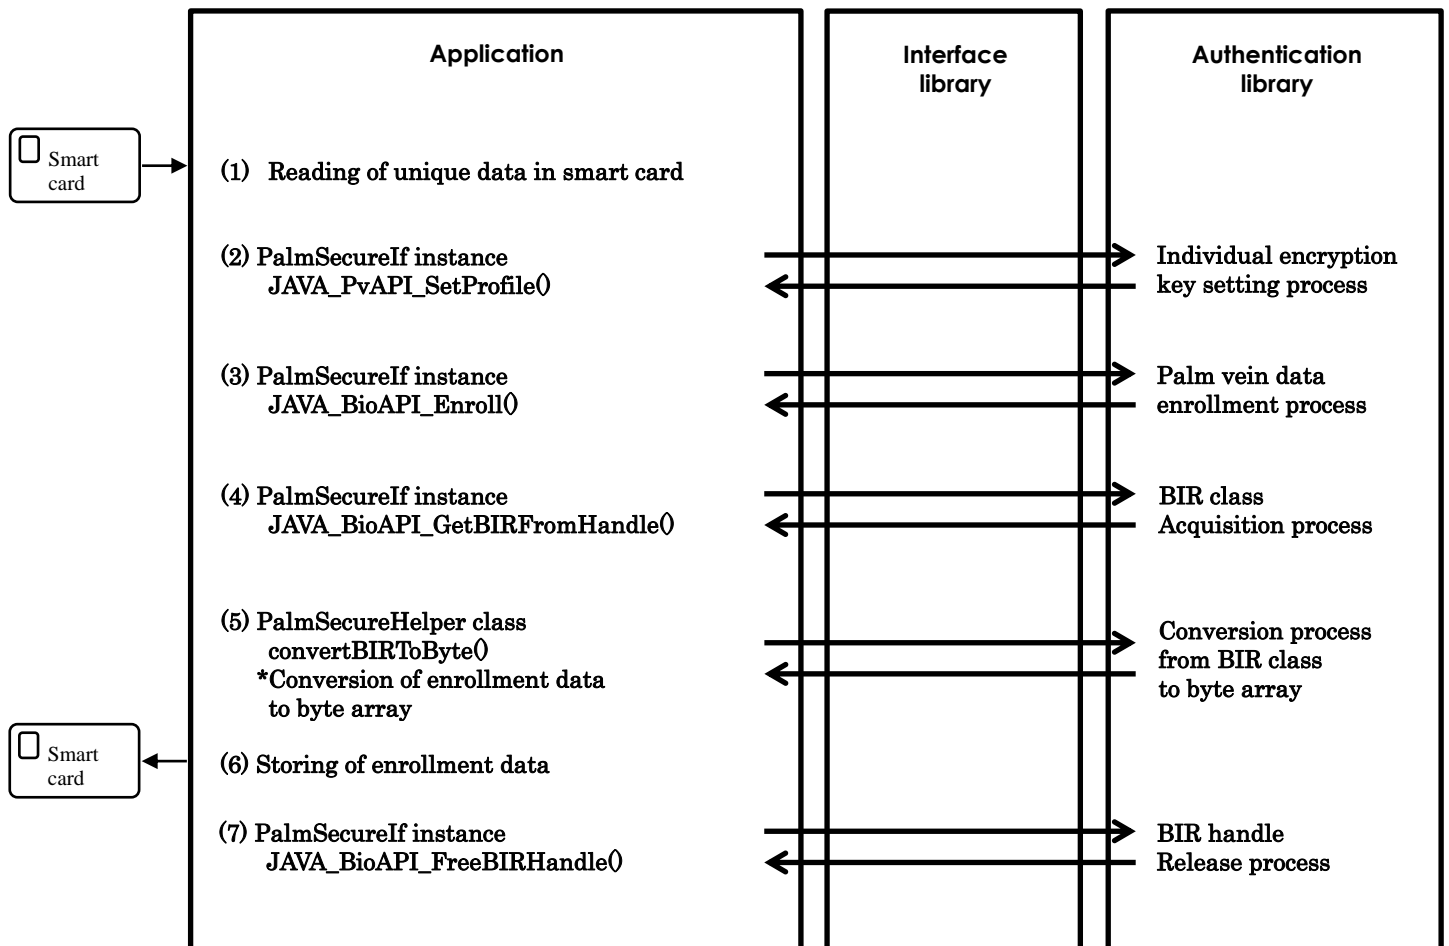 Application
Interface
library
Authentication
library
Smart
card
(1) Reading of unique data in smart card
(2) PalmSecureIf instance
JAVA_PvAPI_SetProfile()
Individual encryption
key setting process
(3) PalmSecureIf instance
JAVA_BioAPI_Enroll()
Palm vein data
enrollment process
(4) PalmSecureIf instance
JAVA_BioAPI_GetBIRFromHandle()
BIR class
Acquisition process
(5) PalmSecureHelper class
convertBIRToByte()
*Conversion of enrollment data
to byte array
Conversion process
from BIR class
to byte array
Smart
card
(6) Storing of enrollment data
(7) PalmSecureIf instance
JAVA_BioAPI_FreeBIRHandle()
BIR handle
Release process